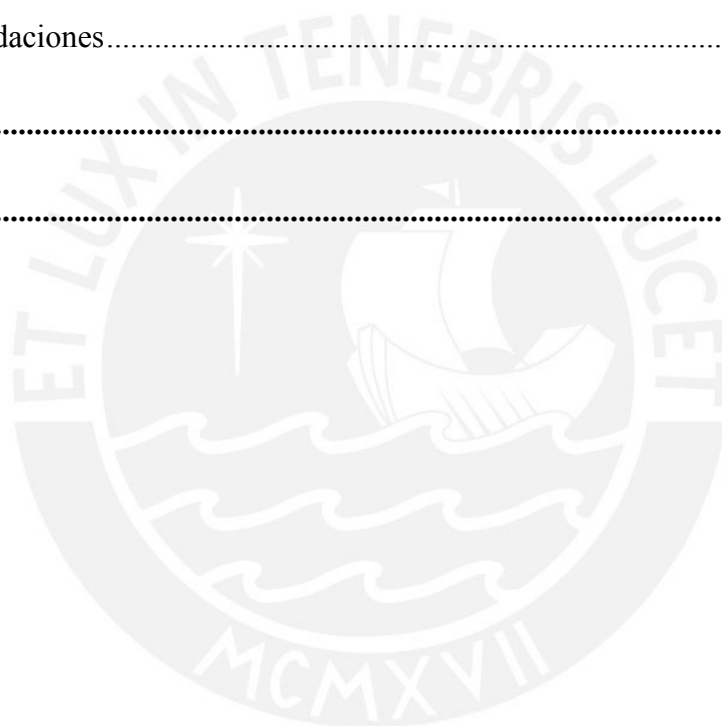 daciones..........................................................................................
..........................................................................................
..........................................................................................
ET LUX IN TENEBRIS LUCET
MCMXVII